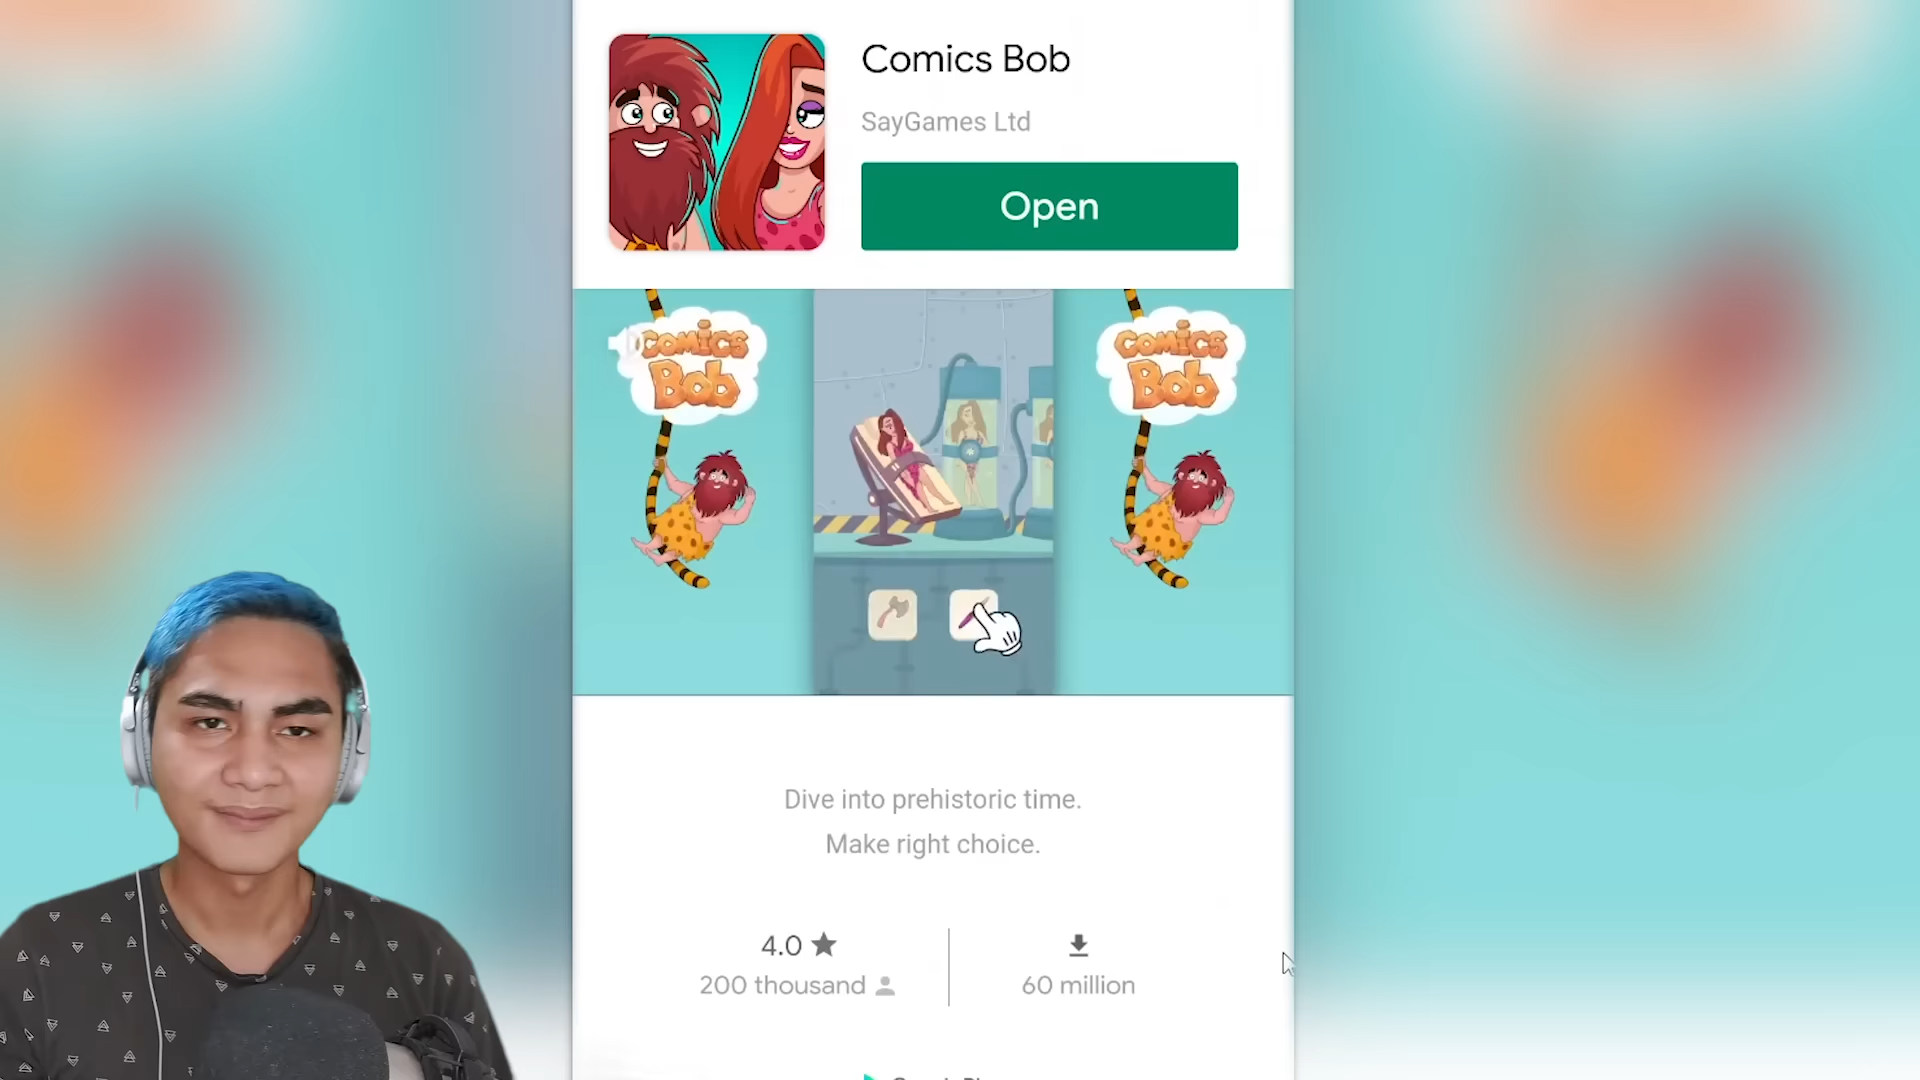 Comics Bob
SayGames Ltd
Open
Comics
Bob
Comics
Bob
Dive into prehistoric time.
Make right choice.
4.0
200 thousand
60 million